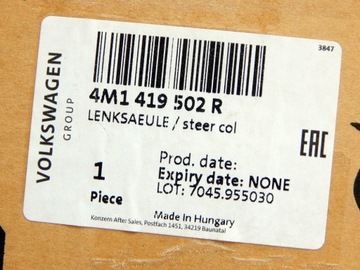 3847
VOLKSWAGEN
GROUP
4M1 419 502 R
LENKSAEULE / steer col
EAC
1
Piece
Prod. date:
Expiry date: NONE
LOT: 7045.955030
Made in Hungary
Konzern After Sales, Postfach 1451, 34219 Baunatal